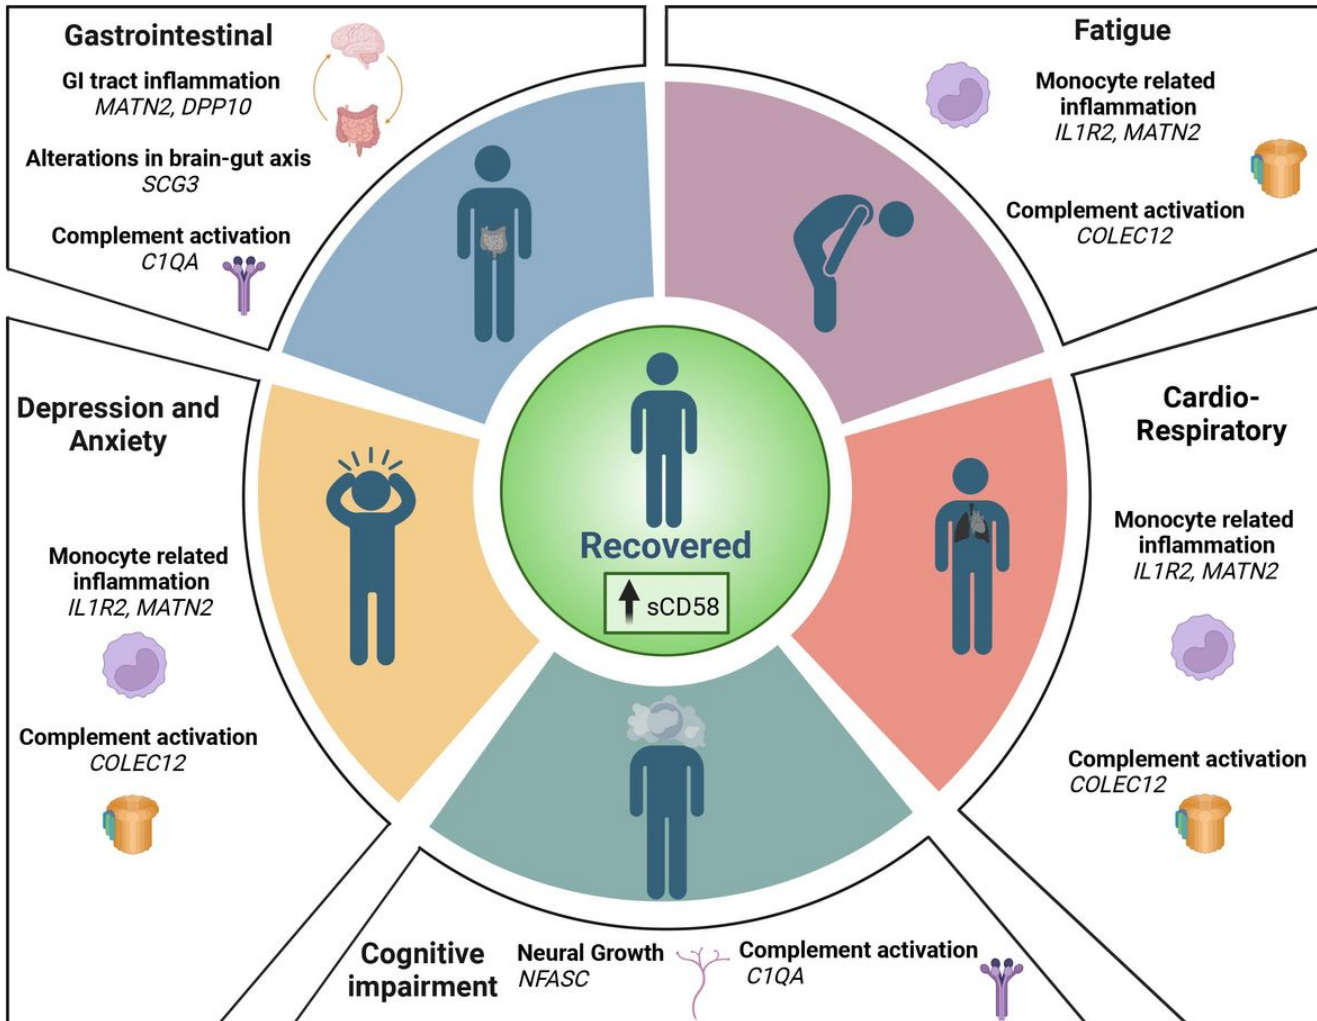 Gastrointestinal
GI tract inflammation
MATN2, DPP10
Alterations in brain-gut axis
SCG3
Complement activation
C1QA
Fatigue
Monocyte related
inflammation
IL1R2, MATN2
Complement activation
COLEC12
Depression and
Anxiety
Monocyte related
inflammation
IL1R2, MATN2
Complement activation
COLEC12
Recovered
sCD58
Cardio-
Respiratory
Monocyte related
inflammation
IL1R2, MATN2
Complement activation
COLEC12
Cognitive
impairment
Neural Growth
NFASC
Complement activation
C1QA